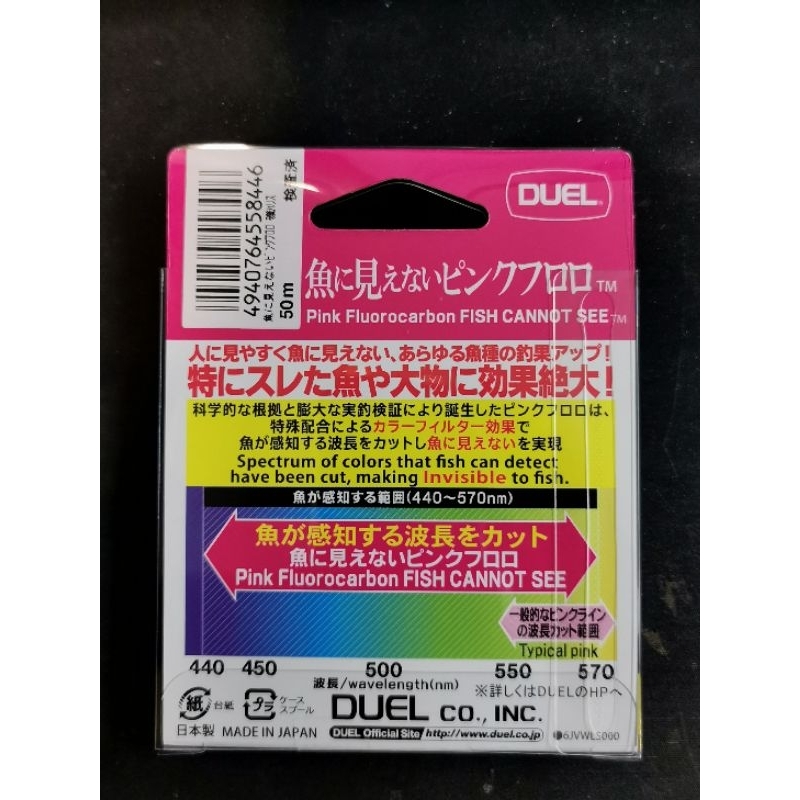 DUEL
検証済
4940764558446
魚に見えないピンクフロロ 磯ハリス
50m
魚に見えないピンクフロロ™
Pink Fluorocarbon FISH CANNOT SEE™
人に見やすく魚に見えない、あらゆる魚種の釣果アップ!
特にスレた魚や大物に効果絶大!
科学的な根拠と膨大な実釣検証により誕生したピンクフロロは、
特殊配合によるカラーフィルター効果で
魚が感知する波長をカットし魚に見えないを実現
Spectrum of colors that fish can detect
have been cut, making Invisible to fish.
魚が感知する範囲(440〜570nm)
魚が感知する波長をカット
魚に見えないピンクフロロ
Pink Fluorocarbon FISH CANNOT SEE
一般的なピンクライン
の波長カット範囲
Typical pink
440 450 500 550 570
波長/wavelength(nm)
※詳しくはDUELのHPへ
紙 台紙
プラ ケース
スプール
DUEL CO., INC.
日本製 MADE IN JAPAN
DUEL Official Site http://www.duel.co.jp